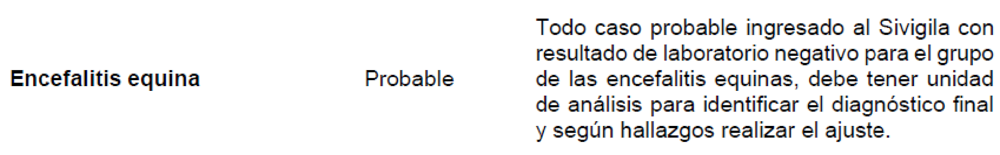 Encefalitis equina
Probable
Todo caso probable ingresado al Sivigila con
resultado de laboratorio negativo para el grupo
de las encefalitis equinas, debe tener unidad
de análisis para identificar el diagnóstico final
y según hallazgos realizar el ajuste.